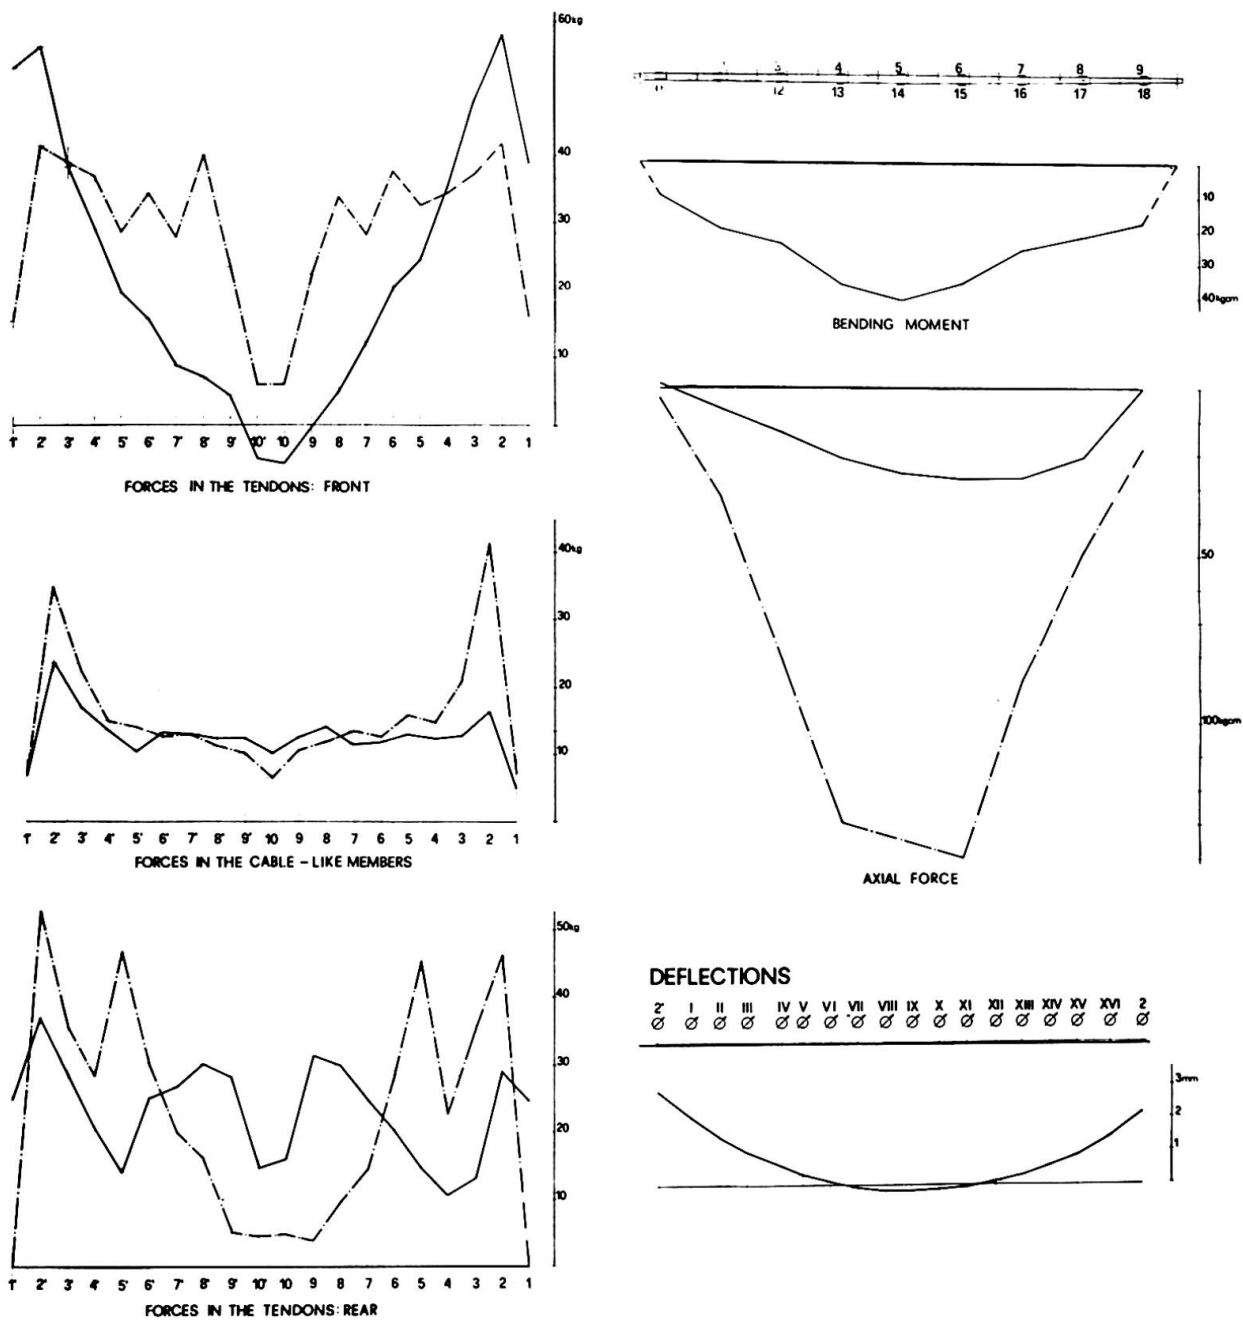 60kg
40
30
20
10
1' 2' 3' 4' 5' 6' 7' 8' 9' 10' 10 9 8 7 6 5 4 3 2 1
FORCES IN THE TENDONS: FRONT
40kg
30
20
10
1' 2' 3' 4' 5' 6' 7' 8' 9' 10 9 8 7 6 5 4 3 2 1
FORCES IN THE CABLE-LIKE MEMBERS
50kg
40
30
20
10
1' 2' 3' 4' 5' 6' 7' 8' 9' 10' 10 9 8 7 6 5 4 3 2 1
FORCES IN THE TENDONS: REAR
4 5 6 7 8 9
12 13 14 15 16 17 18
10
20
30
40kgcm
BENDING MOMENT
50
100kgcm
AXIAL FORCE
DEFLECTIONS
2' I II III IV V VI VII VIII IX X XI XII XIII XIV XV XVI 2
3mm
2
1